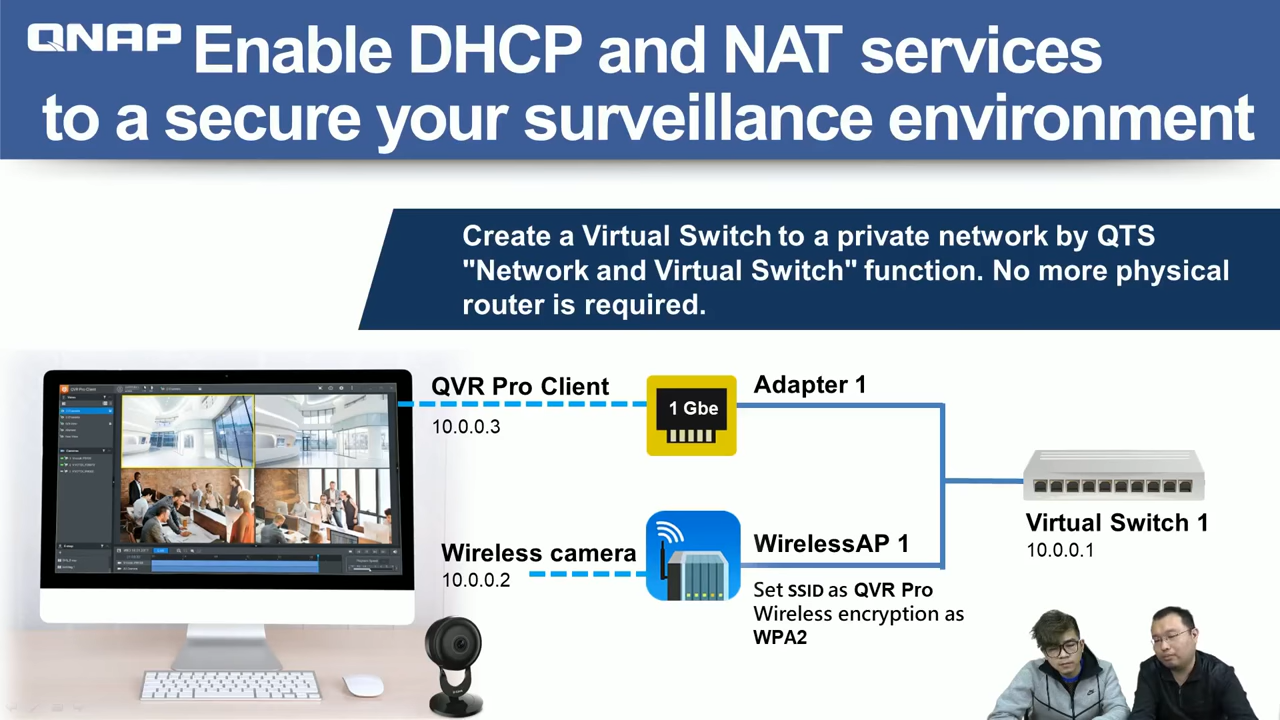 QNAP
Enable DHCP and NAT services
to a secure your surveillance environment
Create a Virtual Switch to a private network by QTS
"Network and Virtual Switch" function. No more physical
router is required.
QVR Pro Client
10.0.0.3
1 Gbe
Adapter 1
Virtual Switch 1
10.0.0.1
Wireless camera
10.0.0.2
WirelessAP 1
Set SSID as QVR Pro
Wireless encryption as
WPA2